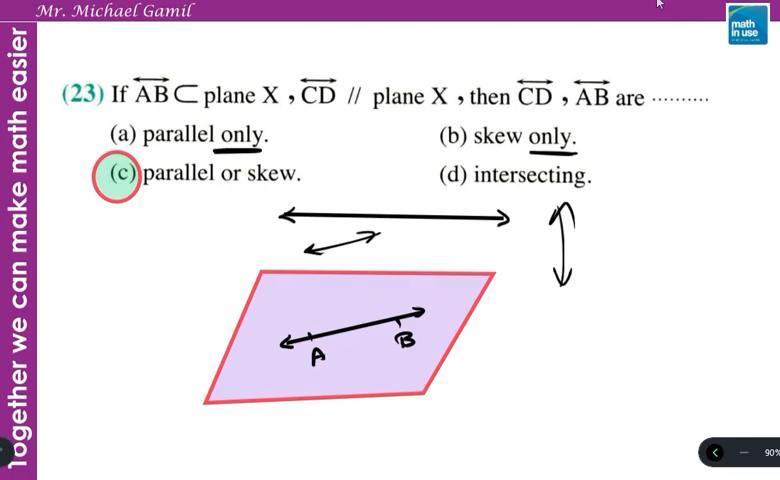 Mr. Michael Gamil
math
in use
Together we can make math easier
(23) If AB ⊂ plane X , CD // plane X , then CD , AB are ..........
(a) parallel only.
(b) skew only.
(c) parallel or skew.
(d) intersecting.
A
B
90%